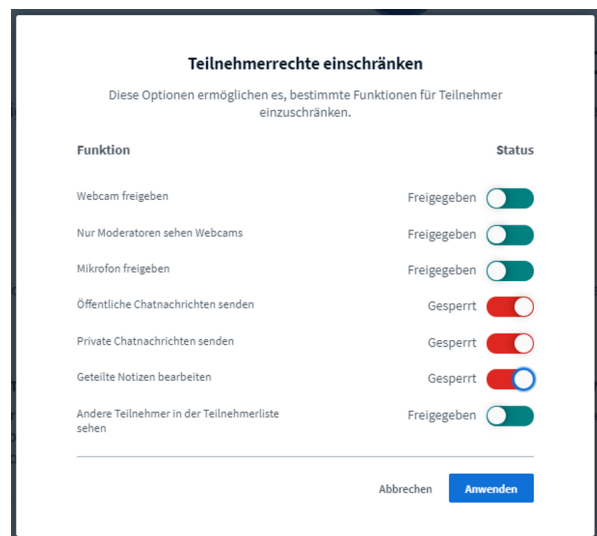 Teilnehmerrechte einschränken
Diese Optionen ermöglichen es, bestimmte Funktionen für Teilnehmer
einzuschränken.
Funktion Status
Webcam freigeben Freigegeben
Nur Moderatoren sehen Webcams Freigegeben
Mikrofon freigeben Freigegeben
Öffentliche Chatnachrichten senden Gesperrt
Private Chatnachrichten senden Gesperrt
Geteilte Notizen bearbeiten Gesperrt
Andere Teilnehmer in der Teilnehmerliste Freigegeben
sehen
Abbrechen Anwenden